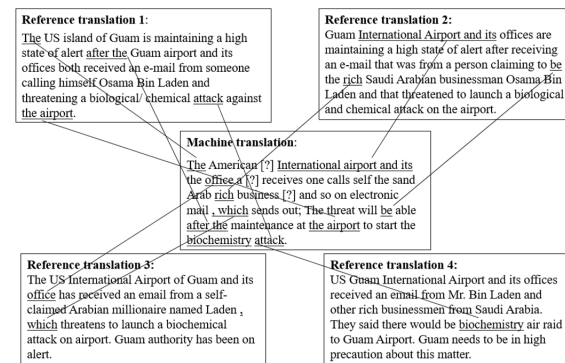 Reference translation 1:
The US island of Guam is maintaining a high
state of alert after the Guam airport and its
offices both received an e-mail from someone
calling himself Osama Bin Laden and
threatening a biological/ chemical attack against
the airport.
Reference translation 2:
Guam International Airport and its offices are
maintaining a high state of alert after receiving
an e-mail that was from a person claiming to be
the rich Saudi Arabian businessman Osama Bin
Laden and that threatened to launch a biological
and chemical attack on the airport.
Machine translation:
The American [?] International airport and its
the office a [?] receives one calls self the sand
Arab rich business [?] and so on electronic
mail , which sends out; The threat will be able
after the maintenance at the airport to start the
biochemistry attack.
Reference translation 3:
The US International Airport of Guam and its
office has received an email from a self-
claimed Arabian millionaire named Laden ,
which threatens to launch a biochemical
attack on airport. Guam authority has been on
alert.
Reference translation 4:
US Guam International Airport and its offices
received an email from Mr. Bin Laden and
other rich businessmen from Saudi Arabia.
They said there would be biochemistry air raid
to Guam Airport. Guam needs to be in high
precaution about this matter.